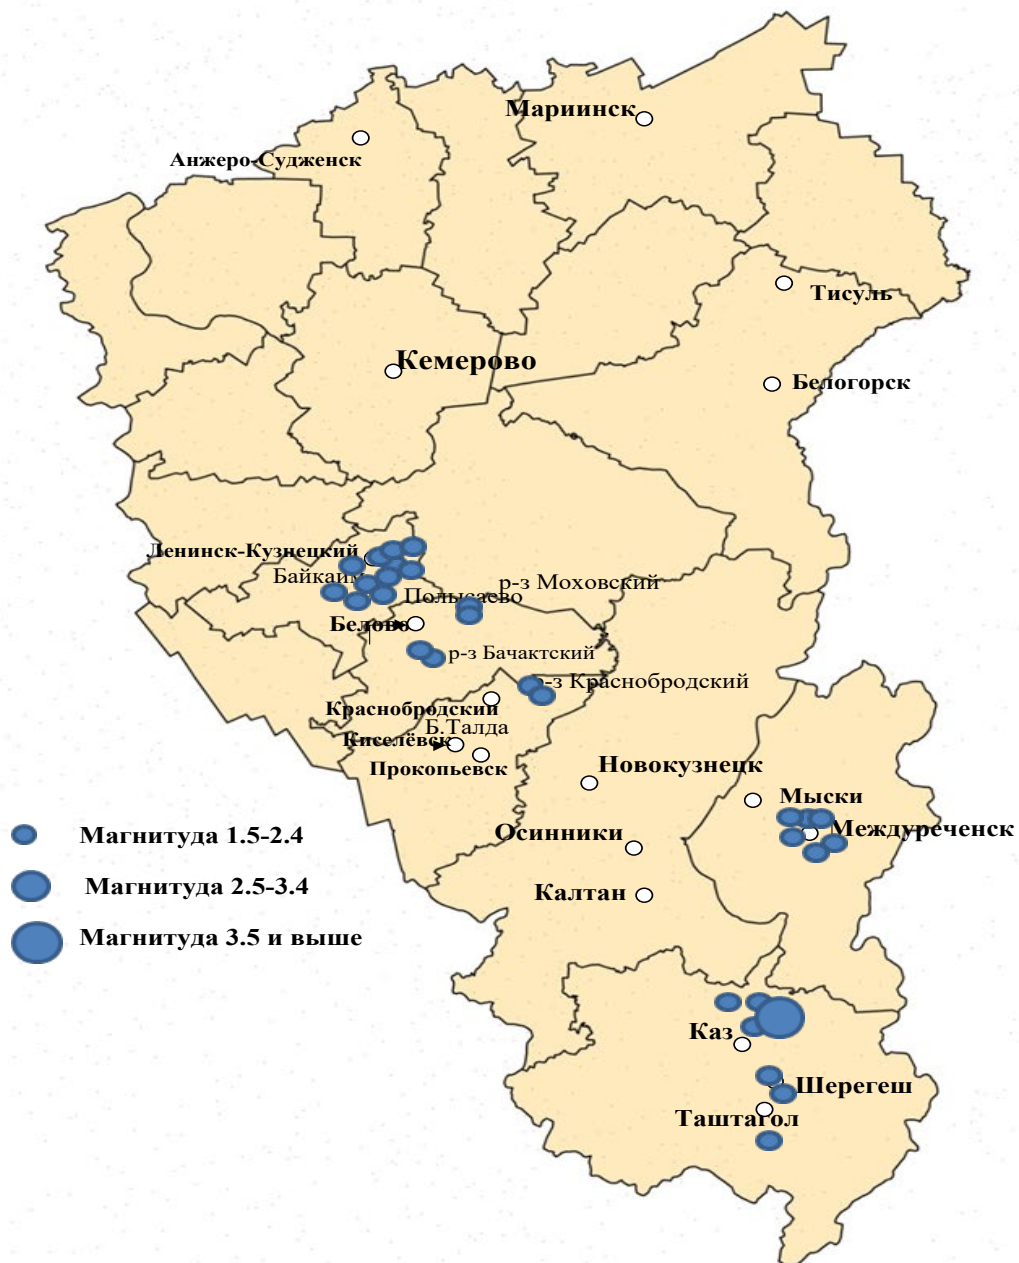 Мариинск
Анжеро-Судженск
Тисуль
Кемерово
Белогорск
Ленинск-Кузнецкий
Байкаим
р-з Моховский
Полысаево
Белово
р-з Бачактский
р-з Краснобродский
Краснобродский
Б.Талда
Киселёвск
Прокопьевск
Новокузнецк
Мыски
Междуреченск
Осинники
Калтан
Магнитуда 1.5-2.4
Магнитуда 2.5-3.4
Магнитуда 3.5 и выше
Каз
Шерегеш
Таштагол